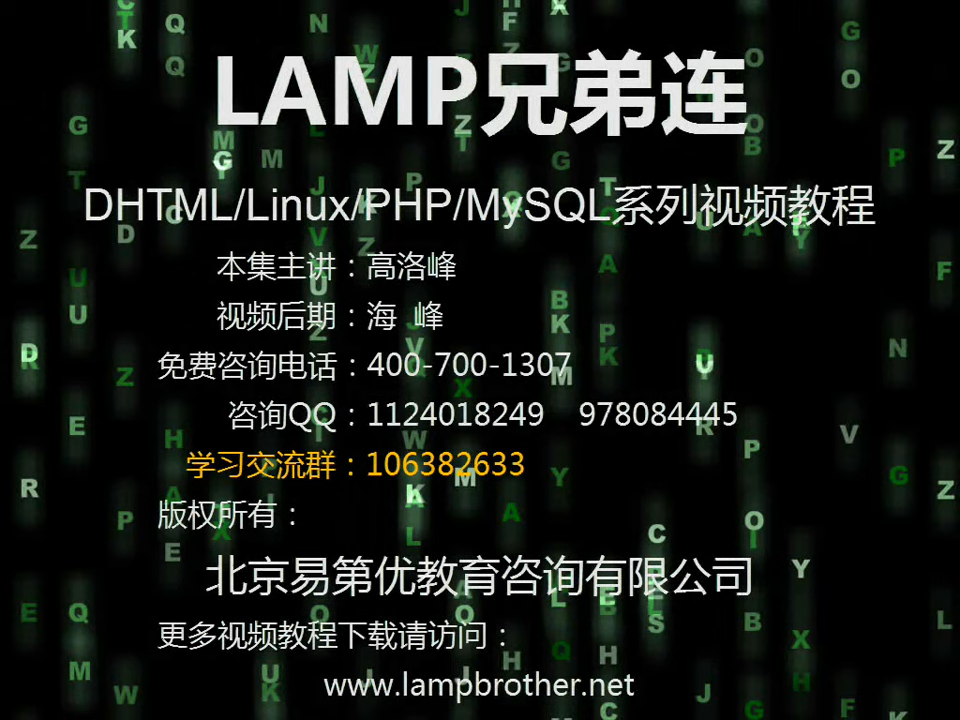 LAMP兄弟连
DHTML/Linux/PHP/MySQL系列视频教程
本集主讲：高洛峰
视频后期：海 峰
免费咨询电话：400-700-1307
咨询QQ：1124018249 978084445
学习交流群：106382633
版权所有：
北京易第优教育咨询有限公司
更多视频教程下载请访问：
www.lampbrother.net